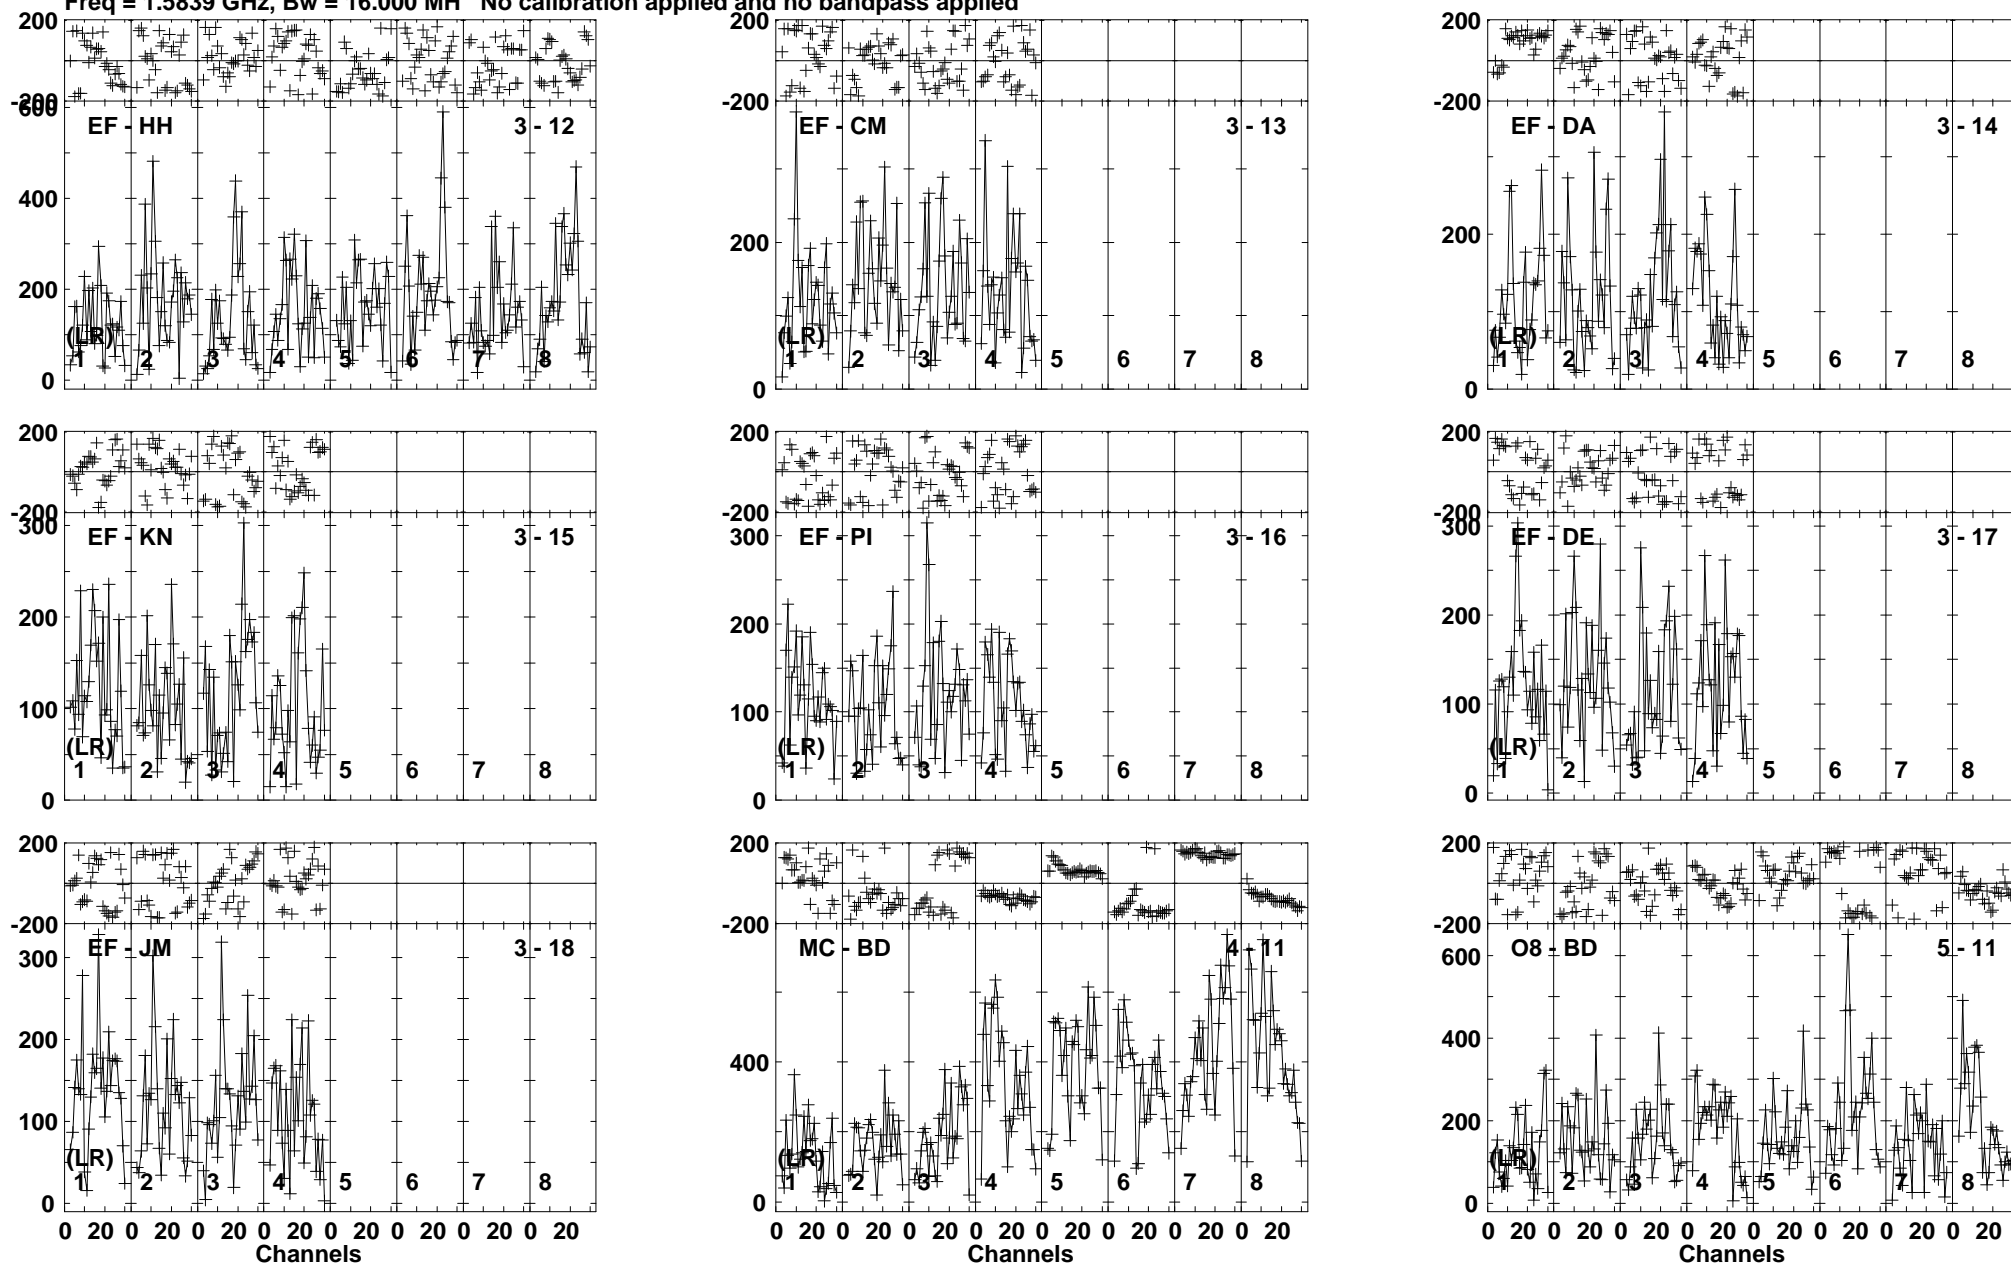 Freq = 1.5839 GHz, Bw = 16.000 MH No calibration applied and no bandpass applied
200 200 200
-200 -200 -200
600
EF - HH 3 - 12 EF - CM 3 - 13 EF - DA 3 - 14
400
200 200 200
(LR) (LR) (LR)
1 2 3 4 5 6 7 8 1 2 3 4 5 6 7 8 1 2 3 4 5 6 7 8
0 0 0
200 200 200
-200 -200 -200
300 300 300
EF - KN 3 - 15 EF - PI 3 - 16 EF - DE 3 - 17
200 200 200
100 100 100
(LR) (LR) (LR)
1 2 3 4 5 6 7 8 1 2 3 4 5 6 7 8 1 2 3 4 5 6 7 8
0 0 0
200 200 200
-200 -200 -200
EF - JM 3 - 18 MC - BD 4 - 11 O8 - BD 5 - 11
300 600
200 400 400
100 200
(LR) (LR) (LR)
1 2 3 4 5 6 7 8 1 2 3 4 5 6 7 8 1 2 3 4 5 6 7 8
0 0 0
0 20 0 20 0 20 0 20 0 20 0 20 0 20 0 20 0 20 0 20 0 20 0 20 0 20 0 20 0 20 0 20 0 20 0 20 0 20 0 20 0 20 0 20 0 20 0 20
Channels Channels Channels